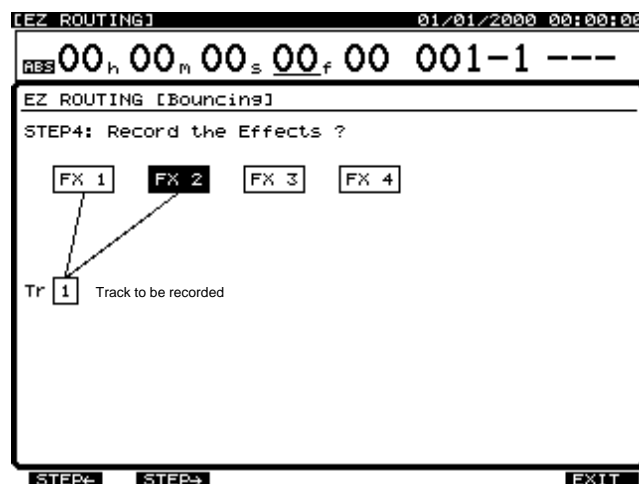 [EZ ROUTING] 01/01/2000 00:00:00
ABS 00h 00m 00s 00f 00 001-1 ---
EZ ROUTING [Bouncing]
STEP4: Record the Effects ?
FX 1 FX 2 FX 3 FX 4
Tr 1 Track to be recorded
STEP← STEP→ EXIT